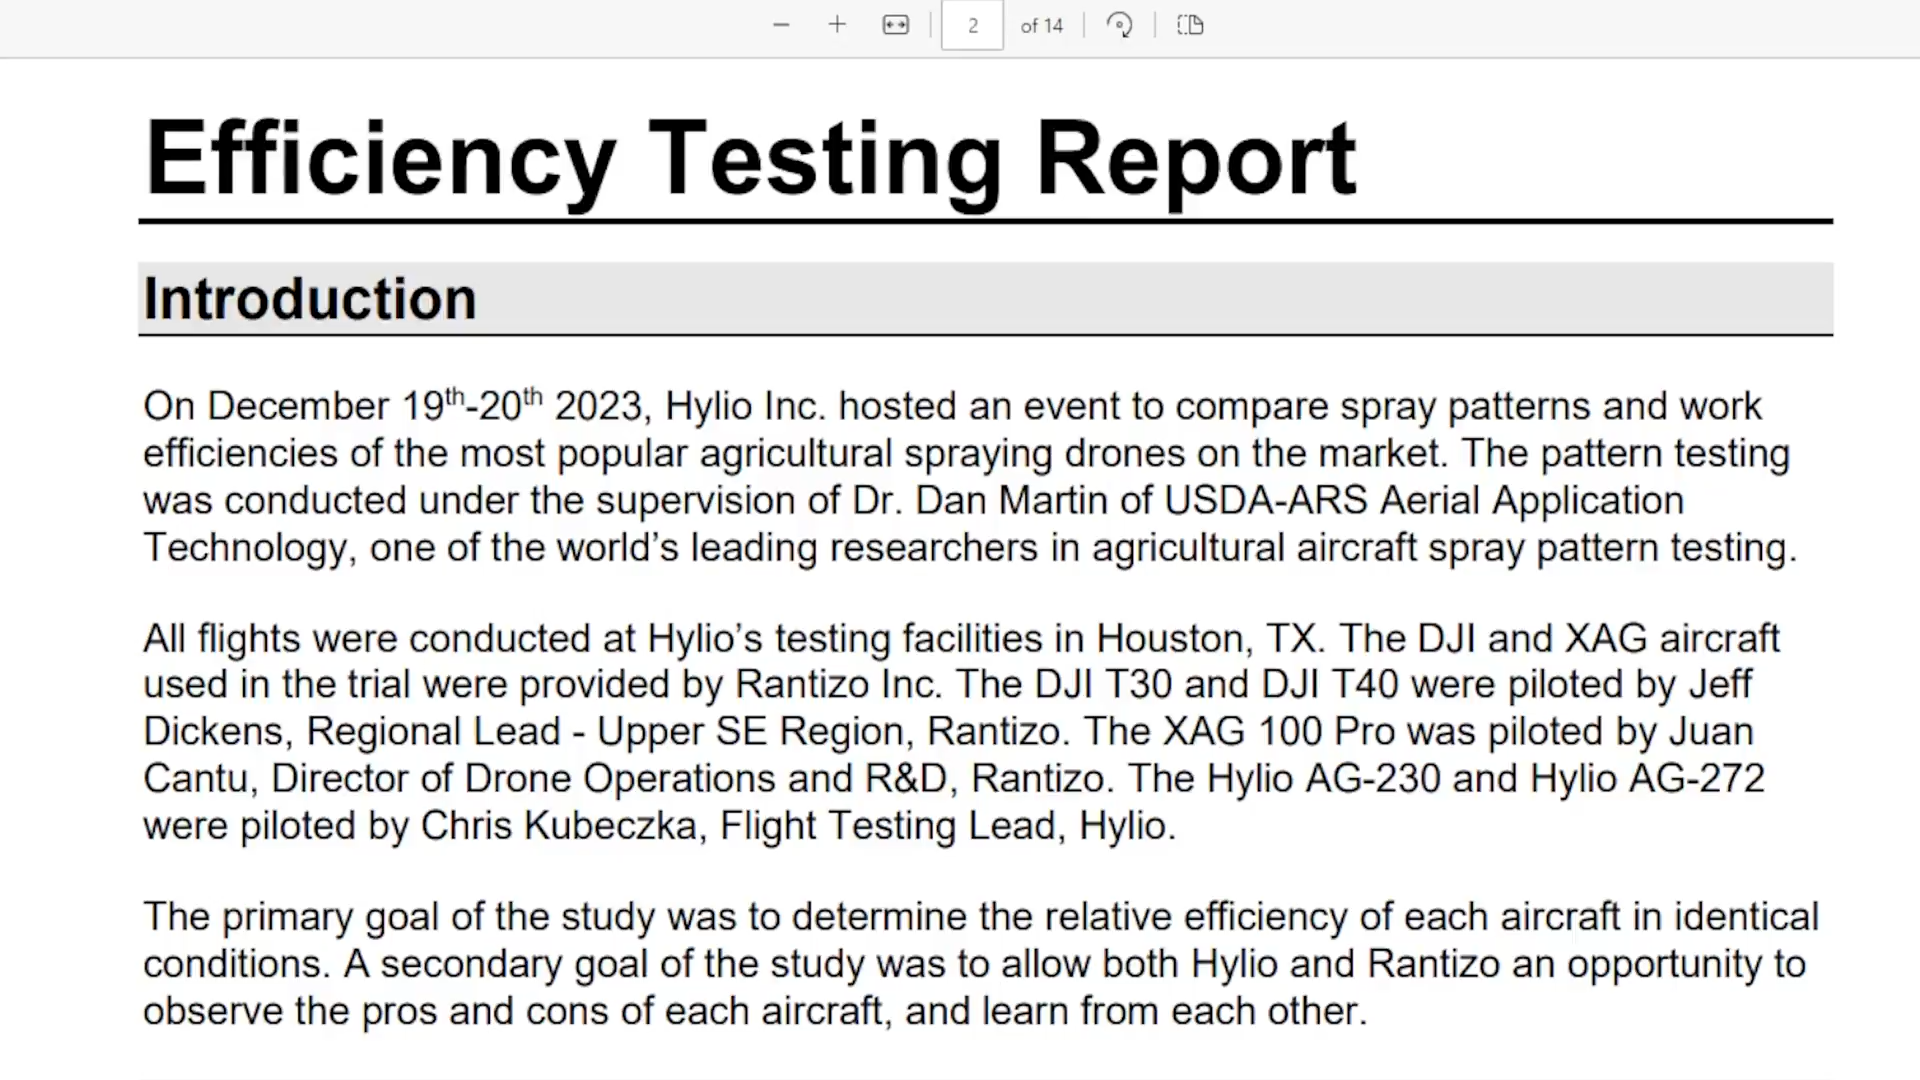 2 of 14
Efficiency Testing Report
Introduction
On December 19th-20th 2023, Hylio Inc. hosted an event to compare spray patterns and work
efficiencies of the most popular agricultural spraying drones on the market. The pattern testing
was conducted under the supervision of Dr. Dan Martin of USDA-ARS Aerial Application
Technology, one of the world’s leading researchers in agricultural aircraft spray pattern testing.
All flights were conducted at Hylio’s testing facilities in Houston, TX. The DJI and XAG aircraft
used in the trial were provided by Rantizo Inc. The DJI T30 and DJI T40 were piloted by Jeff
Dickens, Regional Lead - Upper SE Region, Rantizo. The XAG 100 Pro was piloted by Juan
Cantu, Director of Drone Operations and R&D, Rantizo. The Hylio AG-230 and Hylio AG-272
were piloted by Chris Kubeczka, Flight Testing Lead, Hylio.
The primary goal of the study was to determine the relative efficiency of each aircraft in identical
conditions. A secondary goal of the study was to allow both Hylio and Rantizo an opportunity to
observe the pros and cons of each aircraft, and learn from each other.